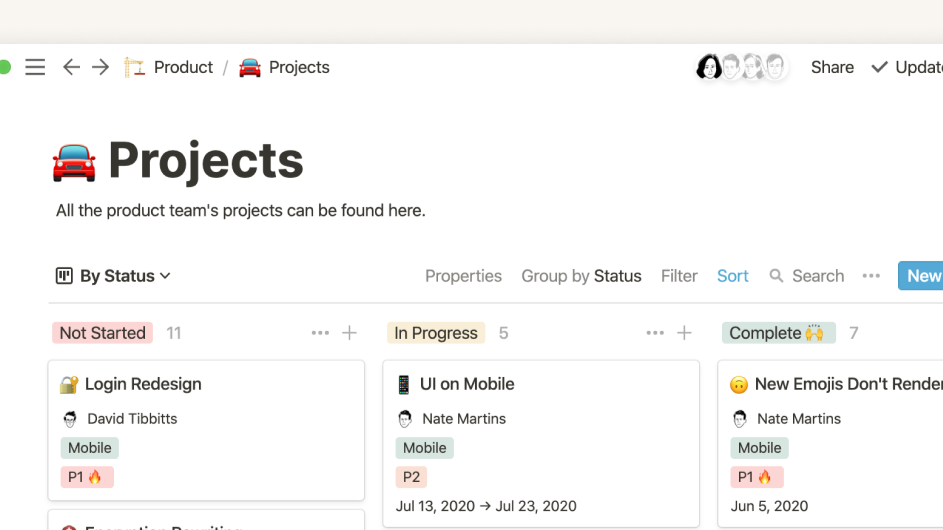 Product / Projects
Share
Projects
All the product team's projects can be found here.
By Status
Properties
Group by Status
Filter
Sort
Search
New
Not Started 11
In Progress 5
Complete 🙌 7
Login Redesign
David Tibbitts
Mobile
P1 🔥
UI on Mobile
Nate Martins
Mobile
P2
Jul 13, 2020 → Jul 23, 2020
New Emojis Don't
Nate Martins
Mobile
P1 🔥
Jun 5, 2020